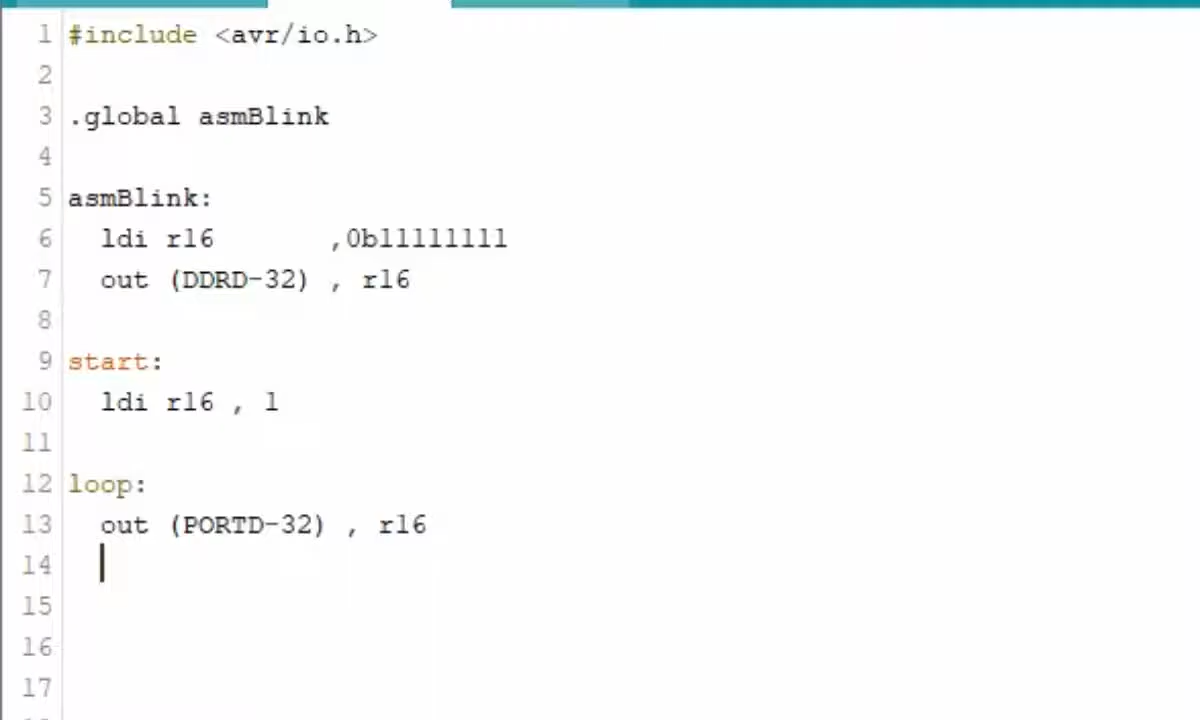 1 #include <avr/io.h>
2
3 .global asmBlink
4
5 asmBlink:
6 ldi r16 ,0b11111111
7 out (DDRD-32) , r16
8
9 start:
10 ldi r16 , 1
11
12 loop:
13 out (PORTD-32) , r16
14
15
16
17